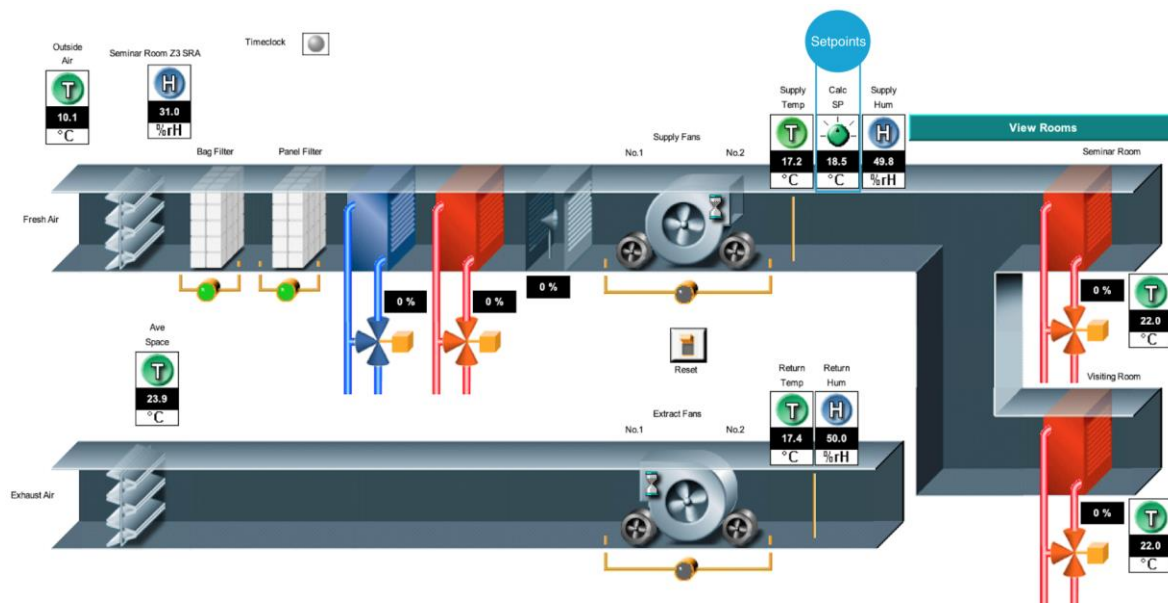 Outside
Air
T
10.1
°C
Seminar Room Z3 SRA
H
31.0
%rH
Timeclock
Setpoints
Supply
Temp
T
17.2
°C
Calc
SP
18.5
°C
Supply
Hum
H
49.8
%rH
View Rooms
Bag Filter
Panel Filter
Supply Fans
No.1
No.2
Seminar Room
Fresh Air
0 %
0 %
0 %
0 %
T
22.0
°C
Ave
Space
T
23.9
°C
Reset
Return
Temp
T
17.4
°C
Return
Hum
H
50.0
%rH
Visiting Room
Extract Fans
No.1
No.2
Exhaust Air
0 %
T
22.0
°C